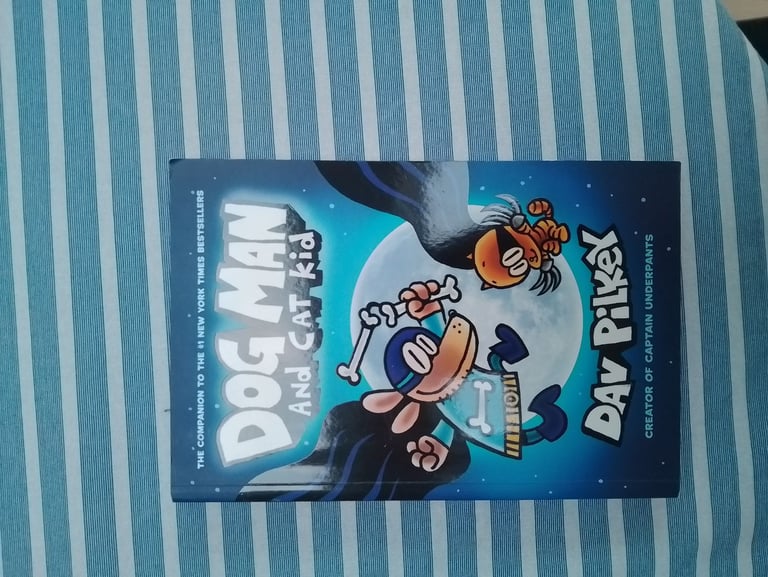 THE COMPANION TO THE #1 NEW YORK TIMES BESTSELLERS
DOG MAN
AND CAT Kid
DAV PiLKEY
CREATOR OF CAPTAIN UNDERPANTS